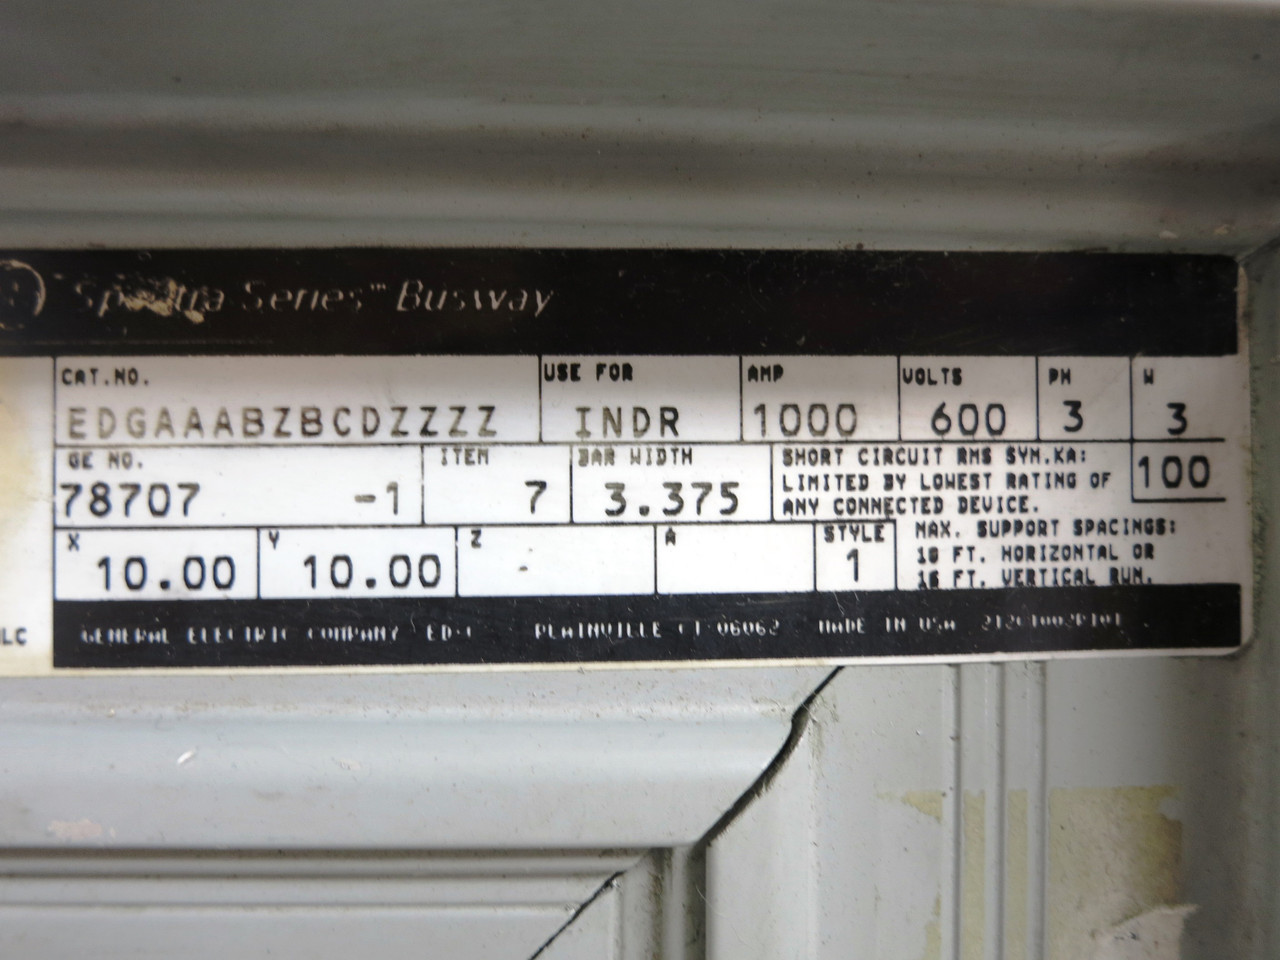 Spectra Series™ Busway
CAT.NO. USE FOR AMP VOLTS PH W
EDGAAABZBCDZZZZ INDR 1000 600 3 3
GE NO. ITEM BAR WIDTH SHORT CIRCUIT RMS SYM.KA: 100
78707 -1 7 3.375 LIMITED BY LOWEST RATING OF
ANY CONNECTED DEVICE.
X Y Z A STYLE MAX. SUPPORT SPACINGS:
10.00 10.00 - 1 10 FT. HORIZONTAL OR
16 FT. VERTICAL RUN.
LC GENERAL ELECTRIC COMPANY PLAINVILLE CT 06062 MADE IN USA